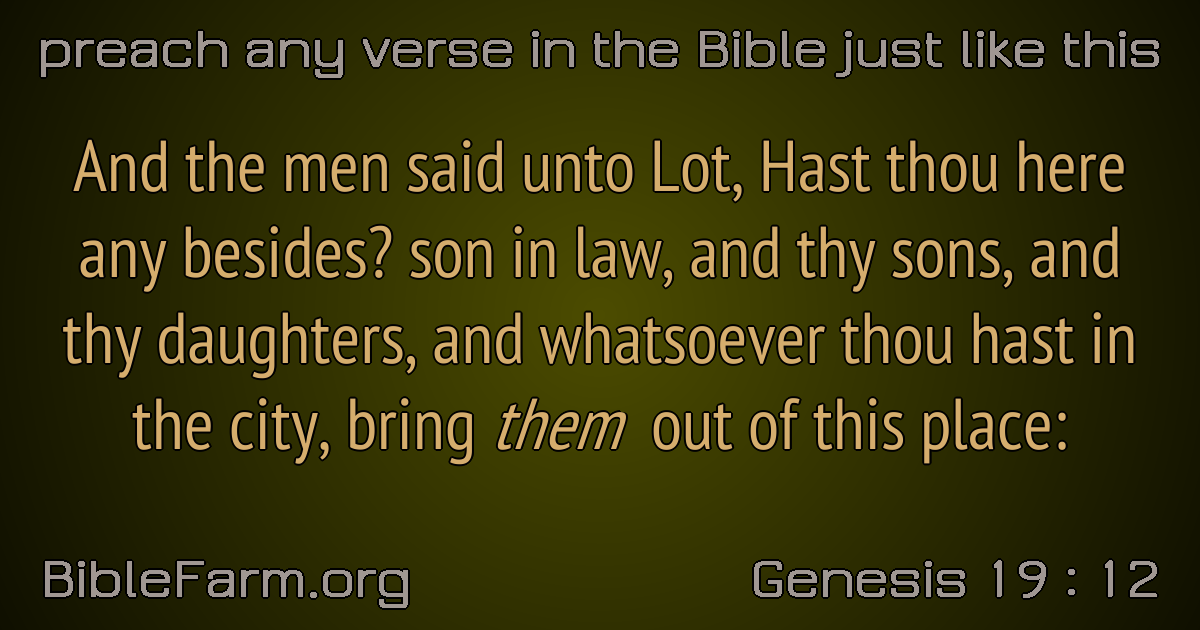 preach any verse in the Bible just like this
And the men said unto Lot, Hast thou here
any besides? son in law, and thy sons, and
thy daughters, and whatsoever thou hast in
the city, bring them out of this place:
BibleFarm.org
Genesis 19 : 12